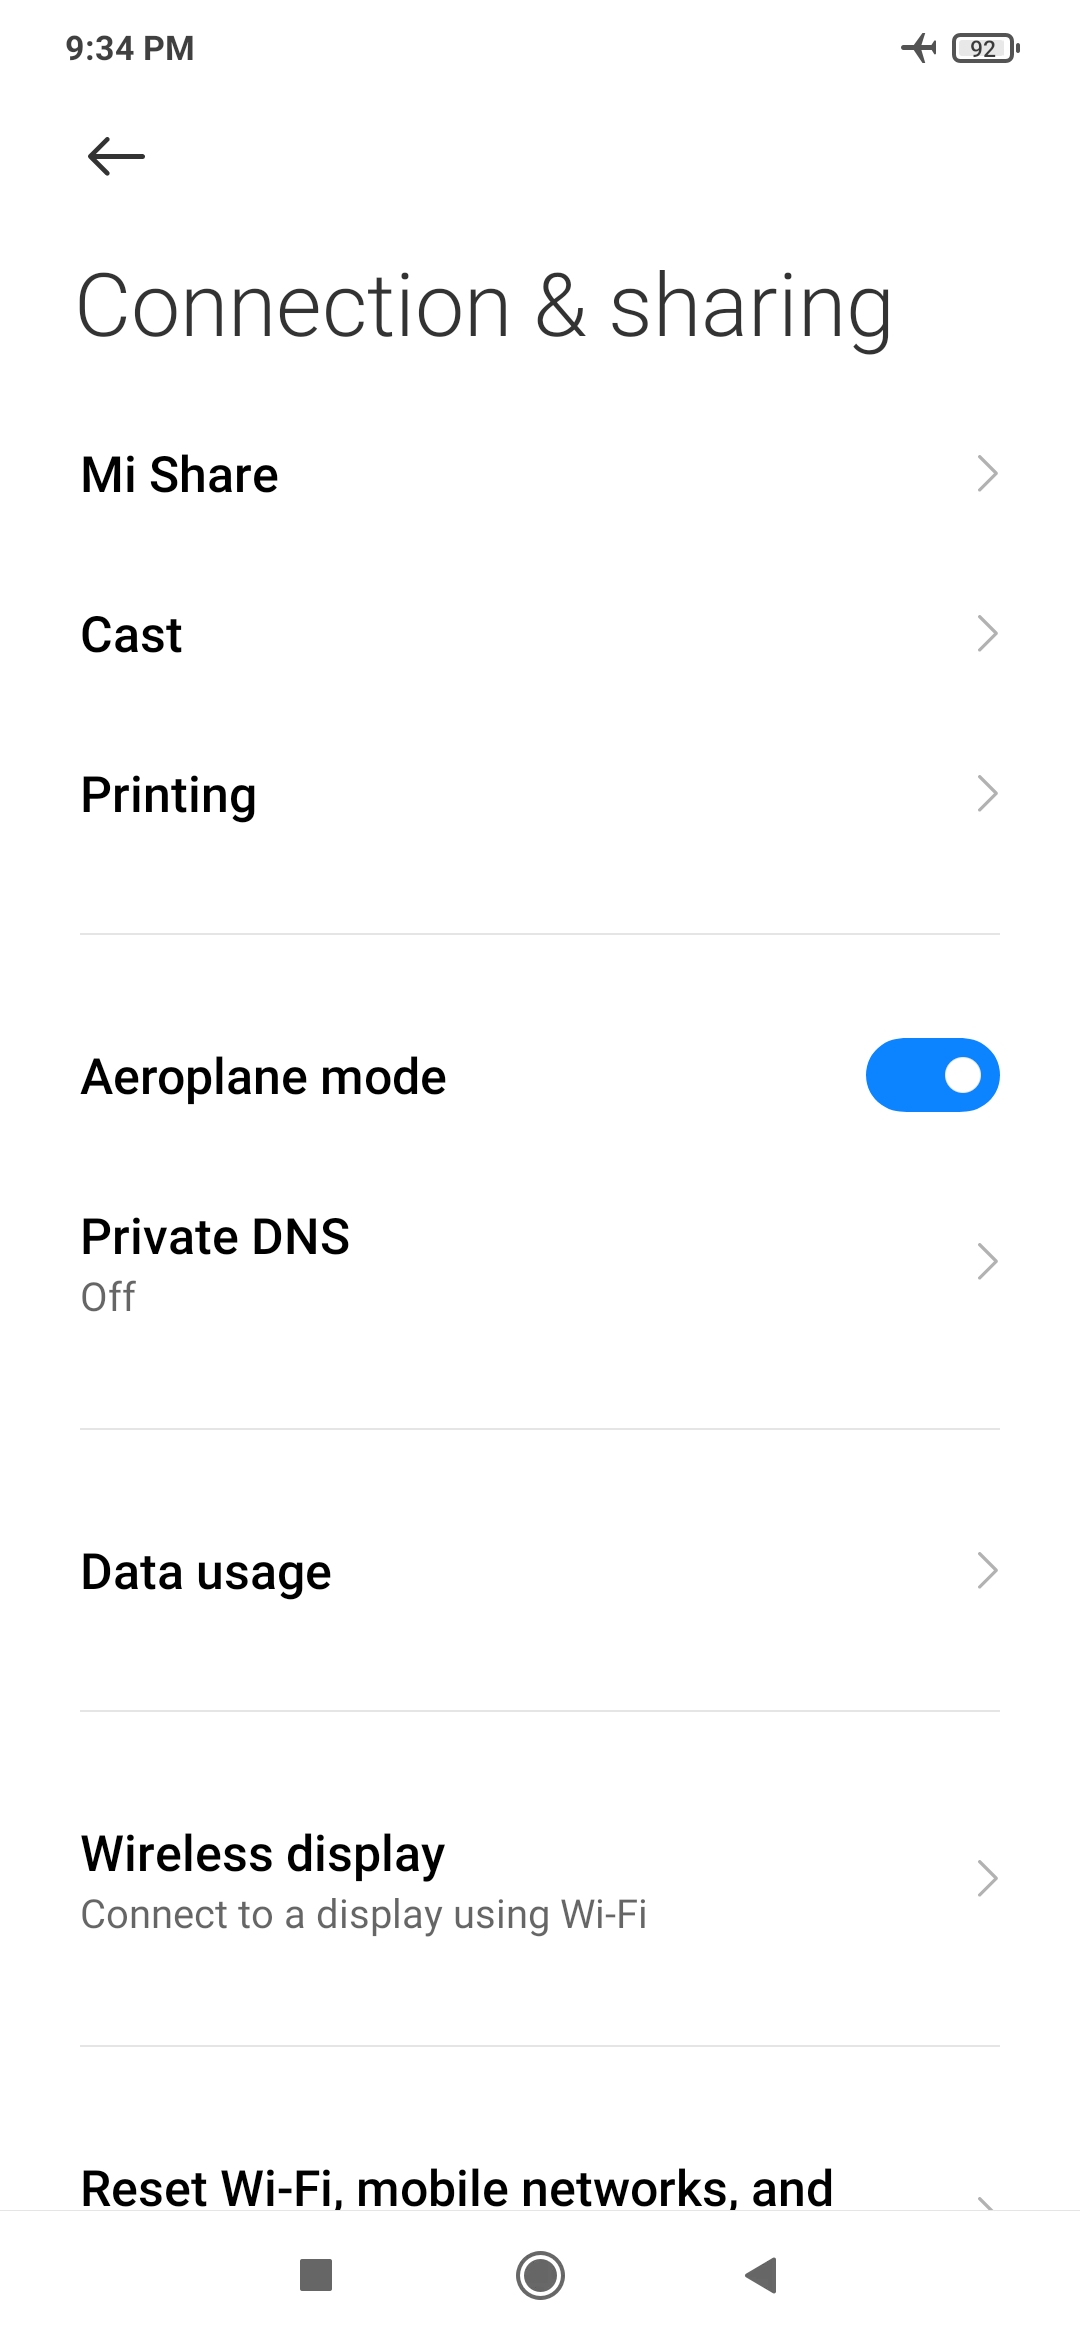 9:34 PM
92
Connection & sharing
Mi Share
Cast
Printing
Aeroplane mode
Private DNS
Off
Data usage
Wireless display
Connect to a display using Wi-Fi
Reset Wi-Fi, mobile networks, and